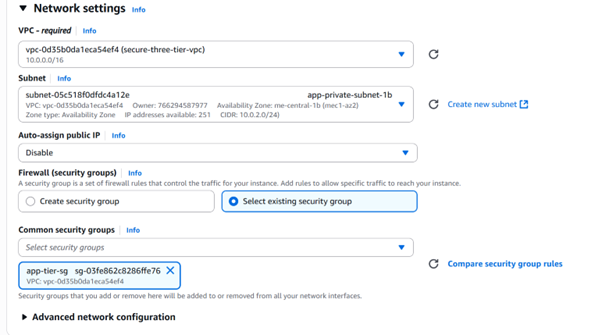 Network settings Info
VPC - required Info
vpc-0d35b0da1eca54ef4 (secure-three-tier-vpc)
10.0.0.0/16
Subnet Info
subnet-05c518f0dfdc4a12e app-private-subnet-1b
VPC: vpc-0d35b0da1eca54ef4 Owner: 766294587977 Availability Zone: me-central-1b (mec1-az2)
Zone type: Availability Zone IP addresses available: 251 CIDR: 10.0.2.0/24)
Create new subnet
Auto-assign public IP Info
Disable
Firewall (security groups) Info
A security group is a set of firewall rules that control the traffic for your instance. Add rules to allow specific traffic to reach your instance.
Create security group Select existing security group
Common security groups Info
Select security groups
app-tier-sg sg-03fe862c8286ffe76
VPC: vpc-0d35b0da1eca54ef4
Compare security group rules
Security groups that you add or remove here will be added to or removed from all your network interfaces.
Advanced network configuration